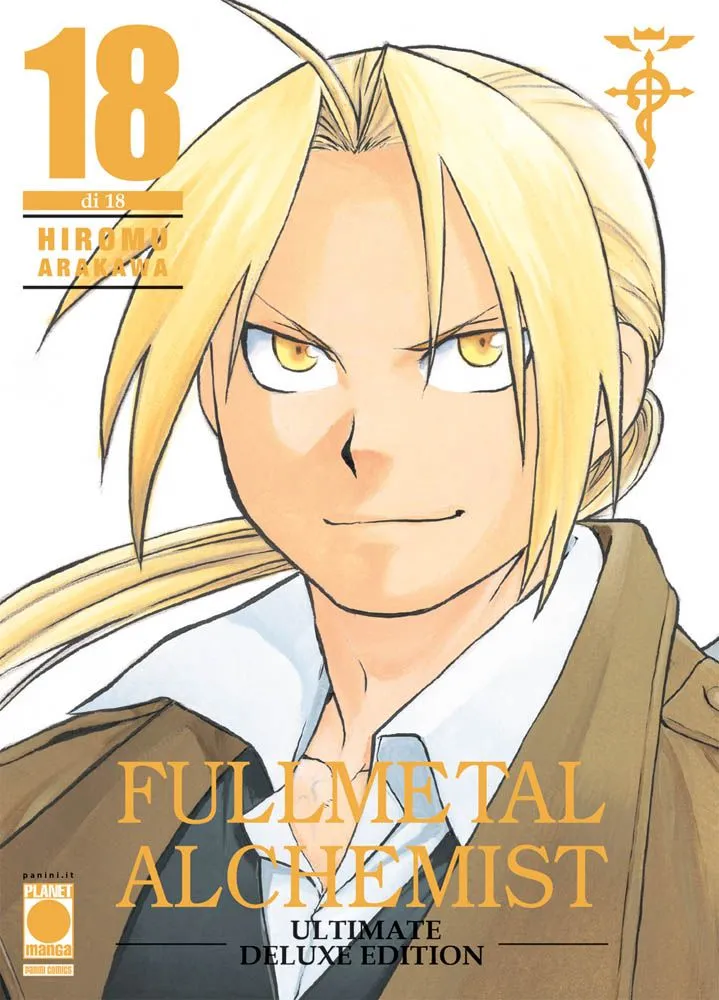 18
di 18
HIROMU
ARAKAWA
FULLMETAL
ALCHEMIST
ULTIMATE
DELUXE EDITION
panini.it
PLANET
manga
PANINI COMICS